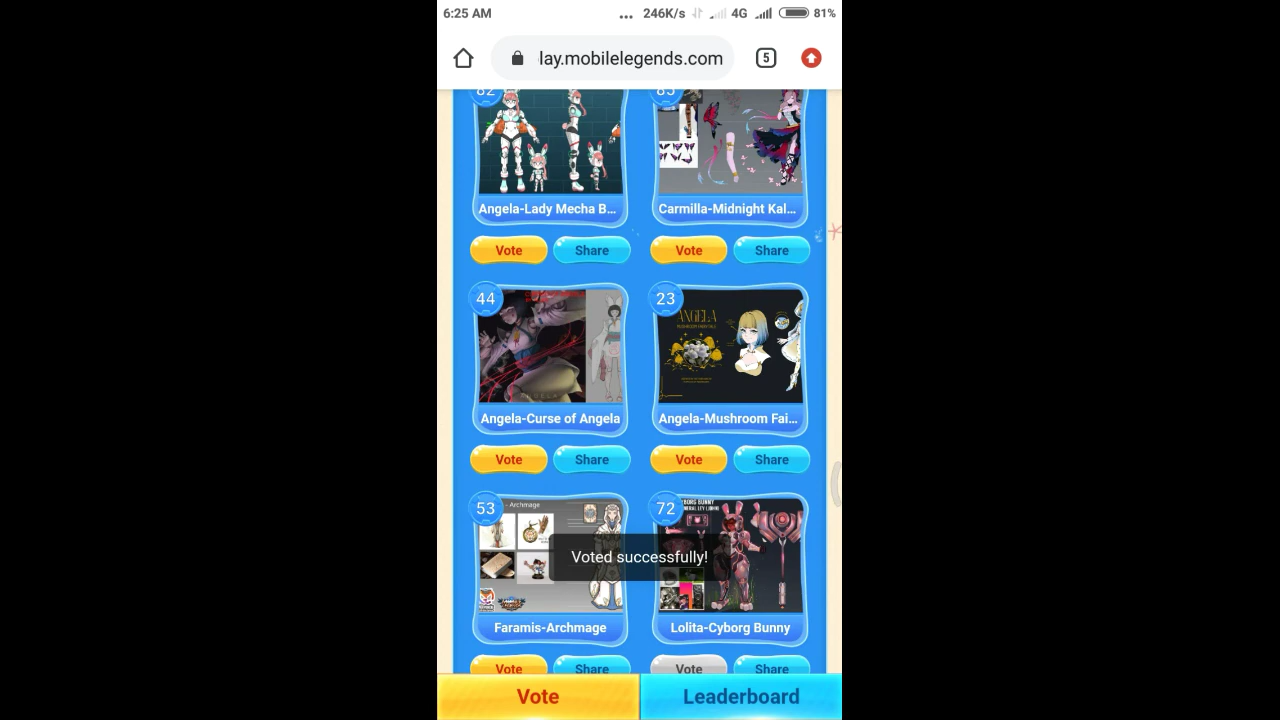 6:25 AM
... 246K/s 4G 81%
lay.mobilelegends.com
5
82
Angela-Lady Mecha B...
Carmilla-Midnight Kal...
Vote Share Vote Share
44
23
ANGELA
Angela-Curse of Angela
Angela-Mushroom Fai...
Vote Share Vote Share
53
- Archmage
72
Voted successfully!
Faramis-Archmage
Lolita-Cyborg Bunny
Vote Share Vote Share
Vote Leaderboard